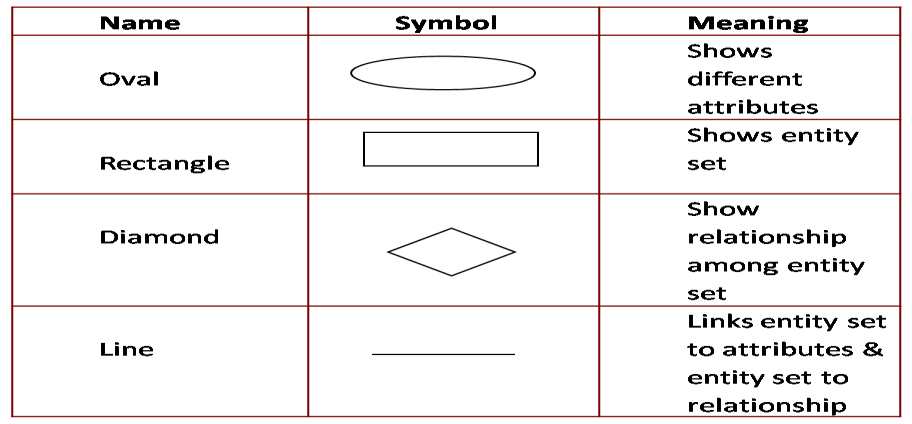 Name Symbol Meaning
Oval
Shows
different
attributes
Rectangle
Shows entity
set
Diamond
Show
relationship
among entity
set
Line
Links entity set
to attributes &
entity set to
relationship